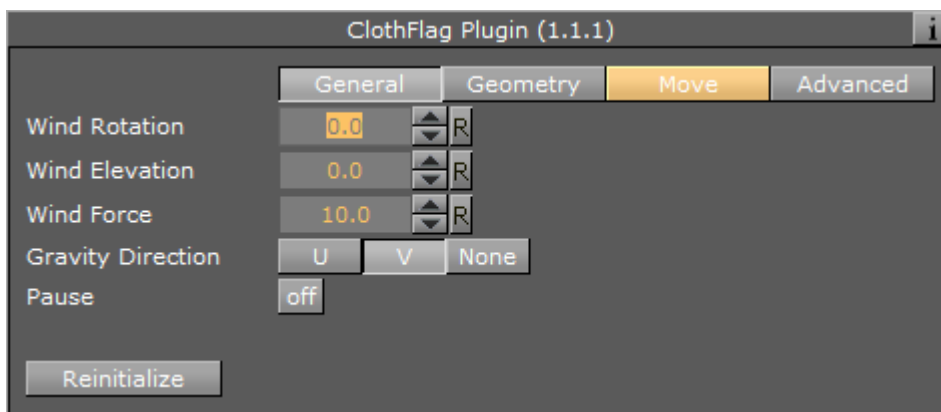 ClothFlag Plugin (1.1.1) i
General Geometry Move Advanced
Wind Rotation 0.0 R
Wind Elevation 0.0 R
Wind Force 10.0 R
Gravity Direction U V None
Pause off
Reinitialize